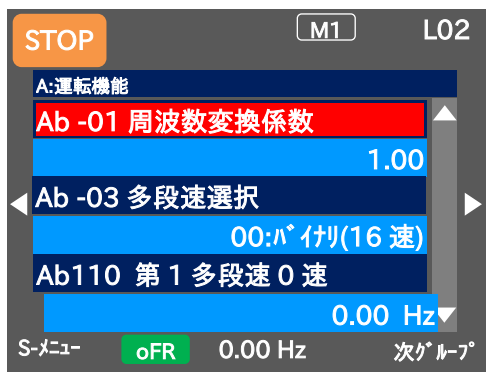 STOP M1 L02
A:運転機能
Ab -01 周波数変換係数
1.00
Ab -03 多段速選択
00:ﾊﾞｲﾅﾘ(16 速)
Ab110 第 1 多段速 0 速
0.00 Hz
S-ﾒﾆｭｰ oFR 0.00 Hz 次ｸﾞﾙｰﾌﾟ